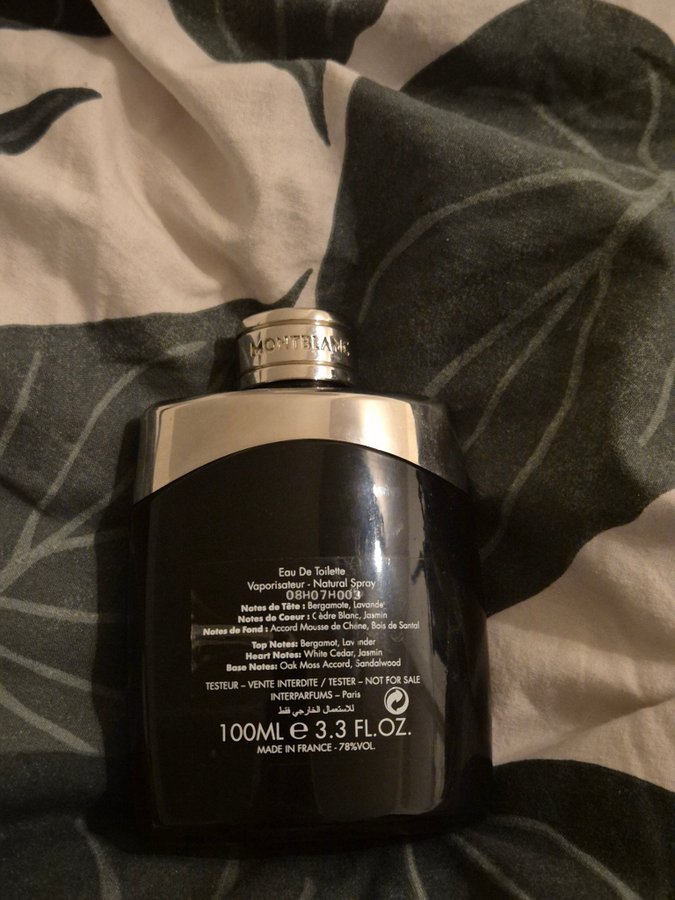 MONTBLANC
Eau De Toilette
Vaporisateur - Natural Spray
08H07H003
Notes de Tête : Bergamote, Lavande
Notes de Coeur : Cèdre Blanc, Jasmin
Notes de Fond : Accord Mousse de Chêne, Bois de Santal
Top Notes: Bergamot, Lavender
Heart Notes: White Cedar, Jasmin
Base Notes: Oak Moss Accord, Sandalwood
TESTEUR – VENTE INTERDITE / TESTER – NOT FOR SALE
INTERPARFUMS – Paris
للاستعمال الخارجي فقط
100ML e 3.3 FL.OZ.
MADE IN FRANCE - 78%VOL.